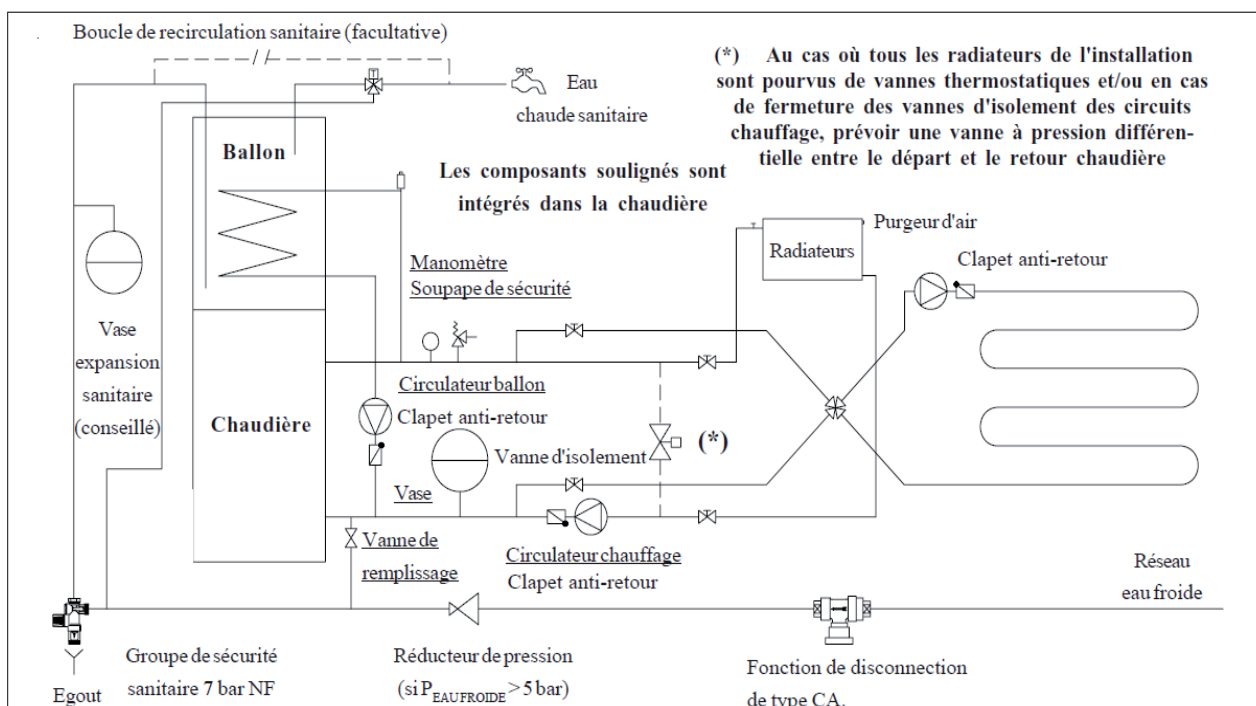 Boucle de recirculation sanitaire (facultative)
(*) Au cas où tous les radiateurs de l'installation
sont pourvus de vannes thermostatiques et/ou en cas
de fermeture des vannes d'isolement des circuits
chauffage, prévoir une vanne à pression différen-
tielle entre le départ et le retour chaudière
Eau
chaude sanitaire
Ballon
Les composants soulignés sont
intégrés dans la chaudière
Purgeur d'air
Radiateurs
Clapet anti-retour
Manomètre
Soupape de sécurité
Vase
expansion
sanitaire
(conseillé)
Circulateur ballon
Clapet anti-retour
Chaudière
Vanne d'isolement
(*)
Vase
Vanne de
remplissage
Circulateur chauffage
Clapet anti-retour
Réseau
eau froide
Groupe de sécurité
sanitaire 7 bar NF
Egout
Réducteur de pression
(si PEAU FROIDE > 5 bar)
Fonction de disconnection
de type CA.